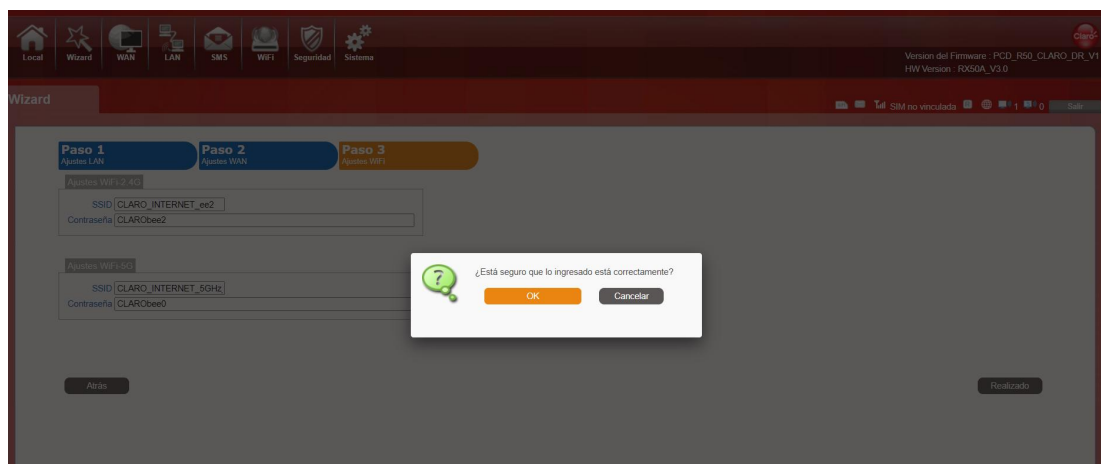 Local Wizard WAN LAN SMS WiFi Seguridad Sistema
Claro
Version del Firmware : PCD_R50_CLARO_DR_V1
HW Version : RX50A_V3.0
Wizard
SIM no vinculada 1 0 Salir
Paso 1 Paso 2 Paso 3
Ajustes LAN Ajustes WAN Ajustes WiFi
Ajustes WiFi-2.4G
SSID CLARO_INTERNET_ee2
Contraseña CLARObee2
Ajustes WiFi-5G
SSID CLARO_INTERNET_5GHz
Contraseña CLARObee0
¿Está seguro que lo ingresado está correctamente?
OK Cancelar
Atrás Realizado